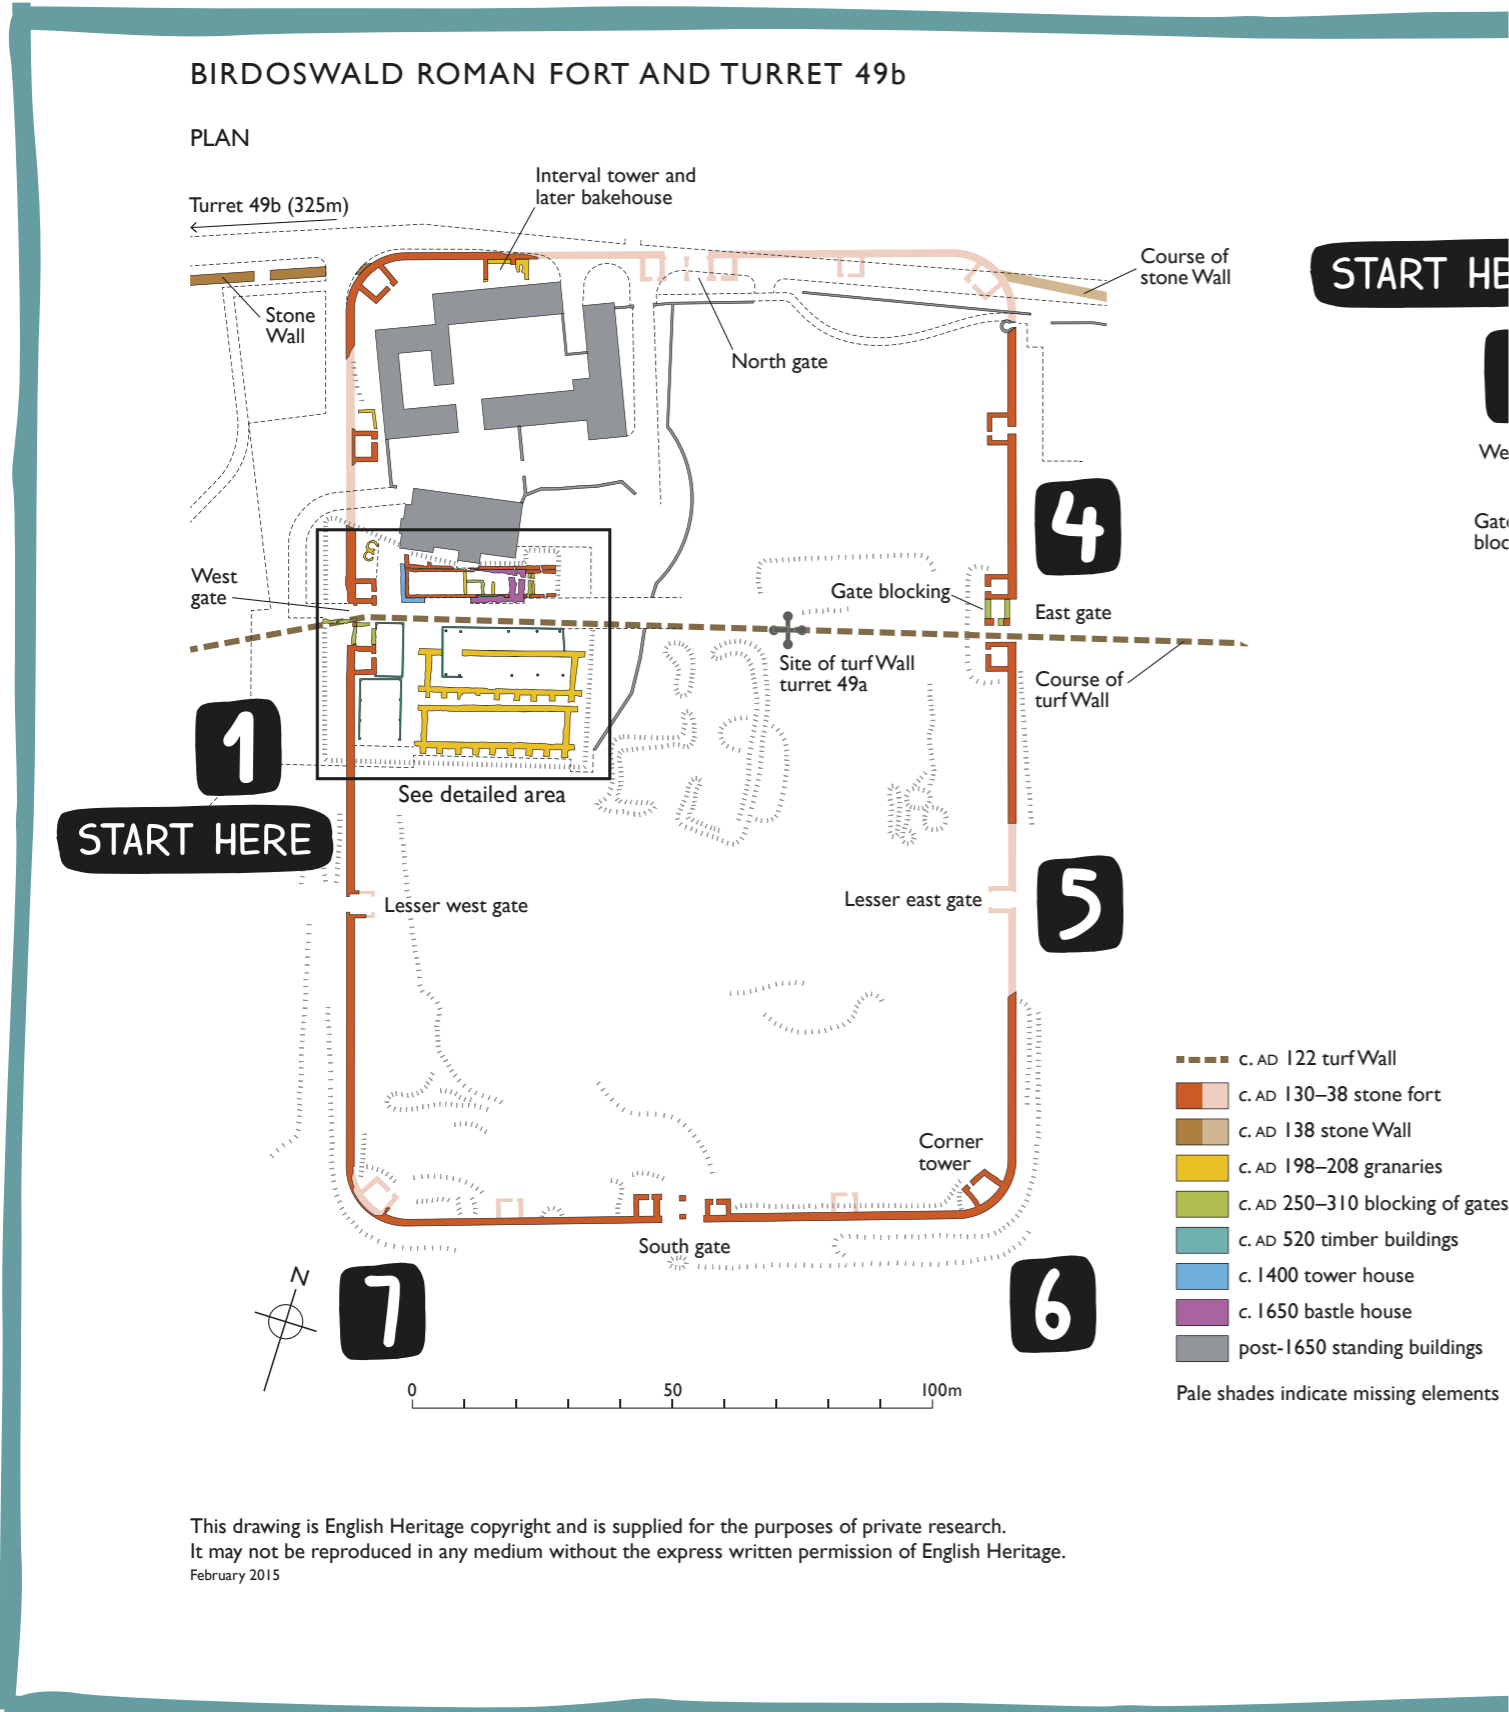 BIRDOSWALD ROMAN FORT AND TURRET 49b
PLAN
Interval tower and
later bakehouse
Turret 49b (325m)
Course of
stone Wall
START HE
Stone
Wall
North gate
We
4
Gat
bloc
West
gate
Gate blocking
East gate
Site of turf Wall
turret 49a
Course of
turf Wall
1
See detailed area
START HERE
Lesser west gate
Lesser east gate
5
c. AD 122 turf Wall
c. AD 130–38 stone fort
c. AD 138 stone Wall
c. AD 198–208 granaries
c. AD 250–310 blocking of gates
c. AD 520 timber buildings
c. 1400 tower house
c. 1650 bastle house
post-1650 standing buildings
Pale shades indicate missing elements
Corner
tower
South gate
N
7
6
0 50 100m
This drawing is English Heritage copyright and is supplied for the purposes of private research.
It may not be reproduced in any medium without the express written permission of English Heritage.
February 2015